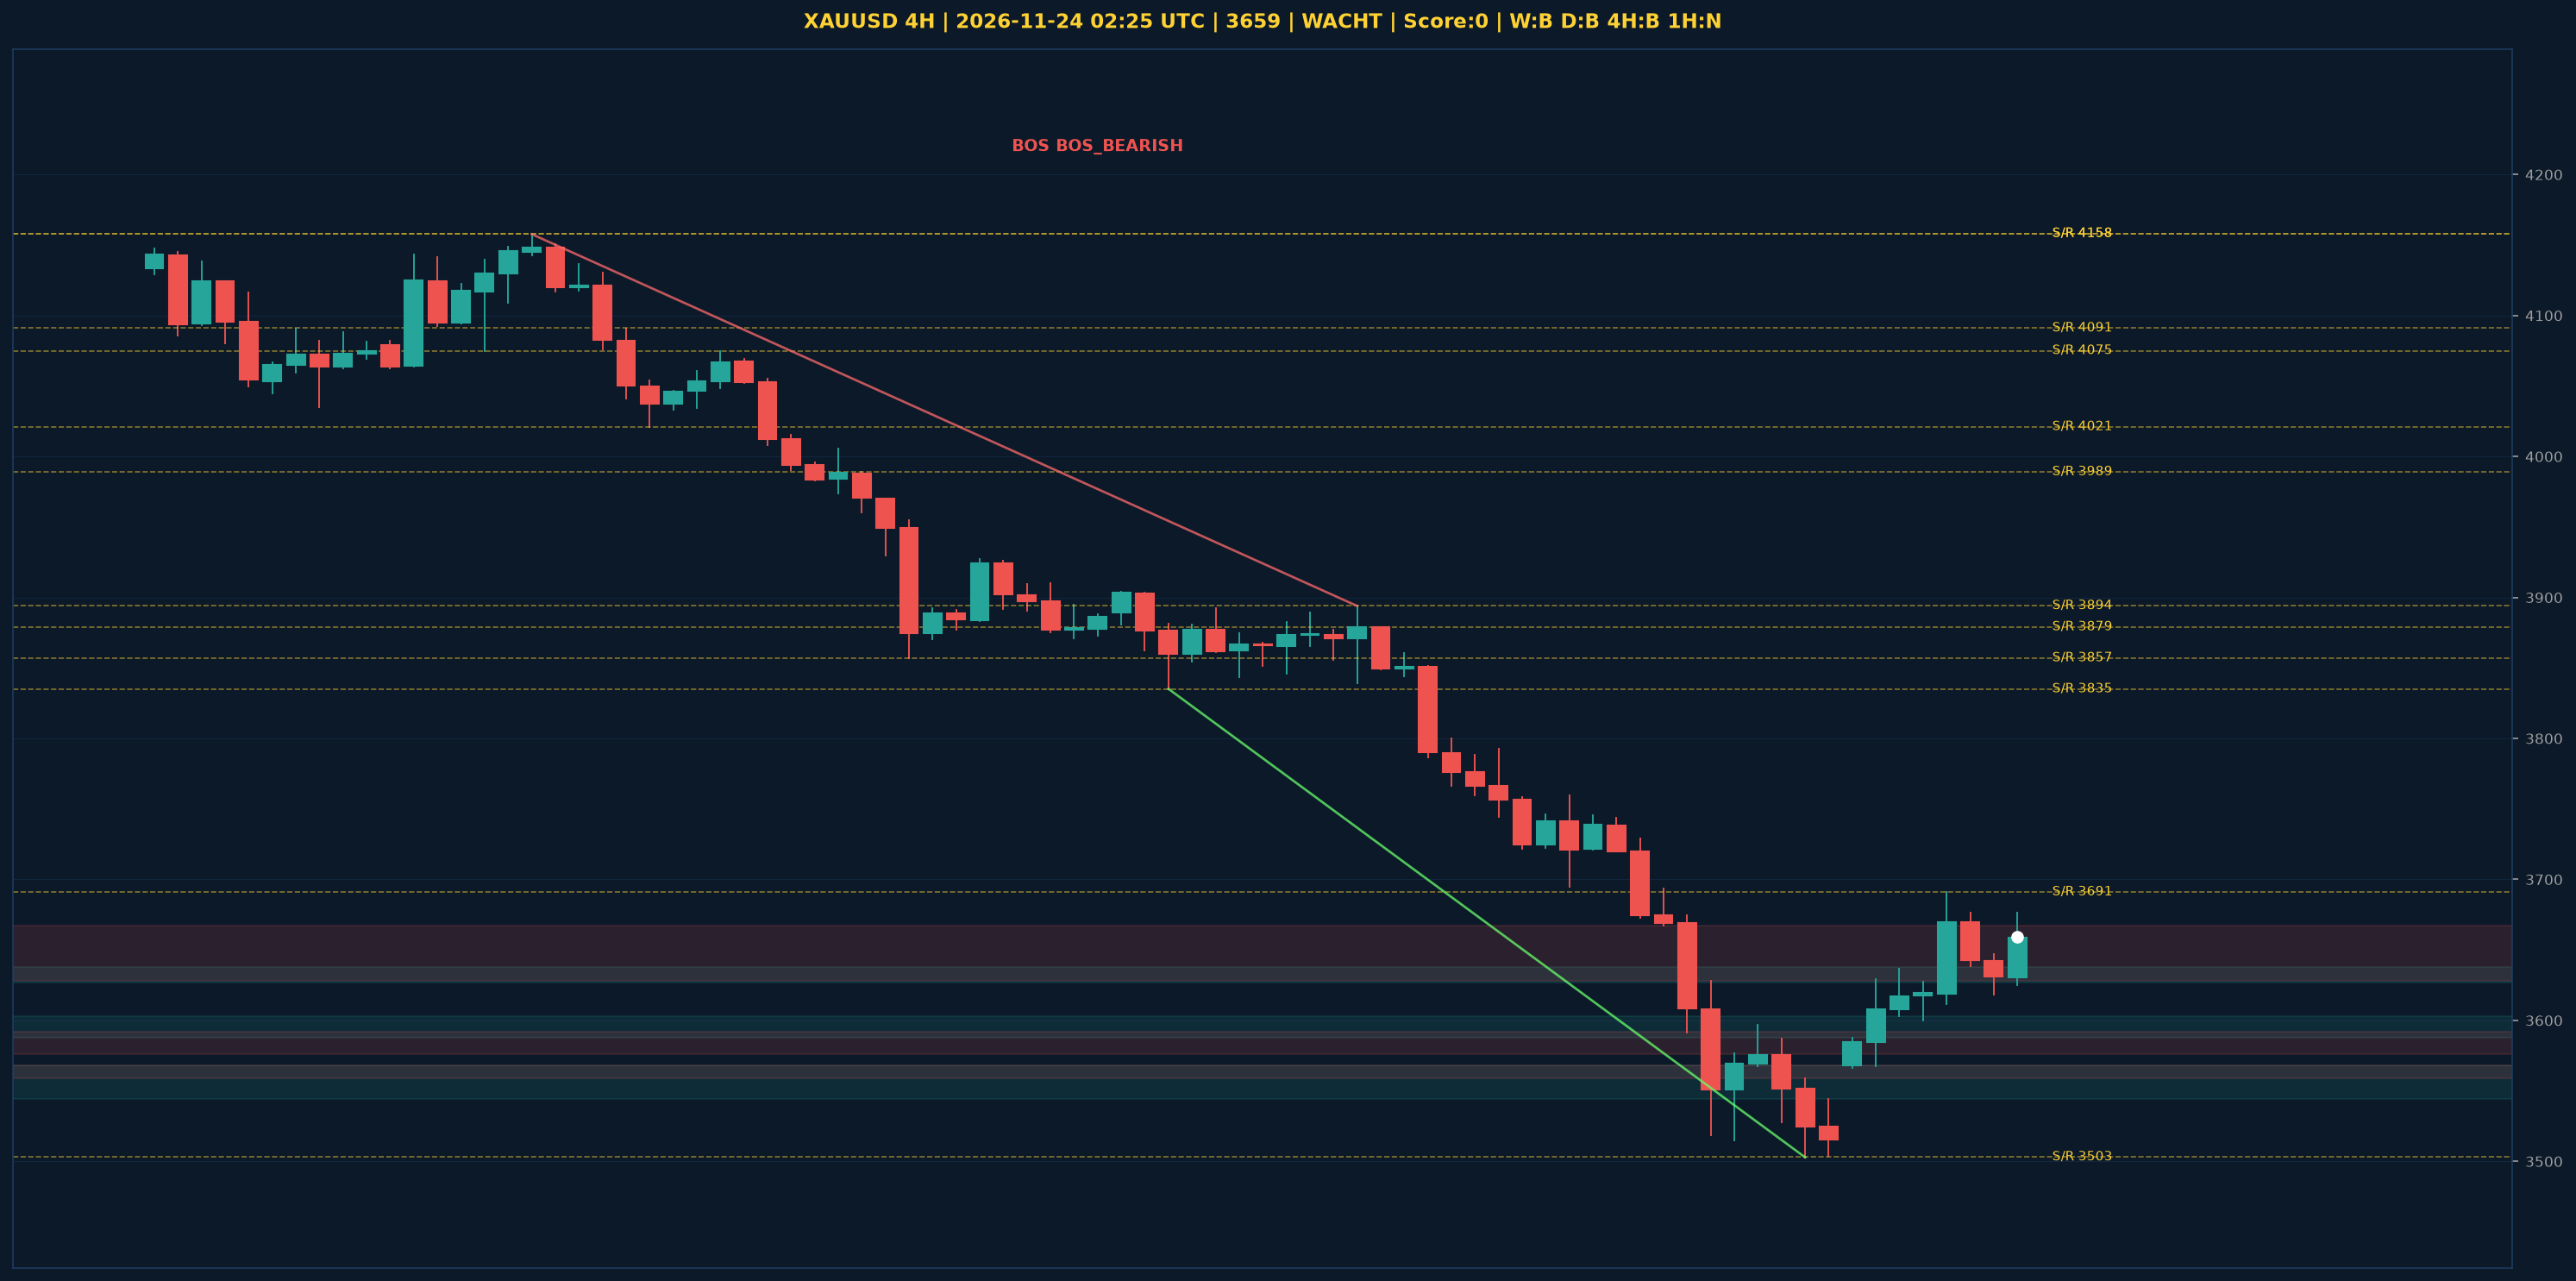 XAUUSD 4H | 2026-11-24 02:25 UTC | 3659 | WACHT | Score:0 | W:B D:B 4H:B 1H:N
BOS BOS_BEARISH
4200
S/R 4158
4100
S/R 4091
S/R 4075
S/R 4021
4000
S/R 3989
3900
S/R 3894
S/R 3879
S/R 3857
S/R 3835
3800
3700
S/R 3691
3600
S/R 3503
3500